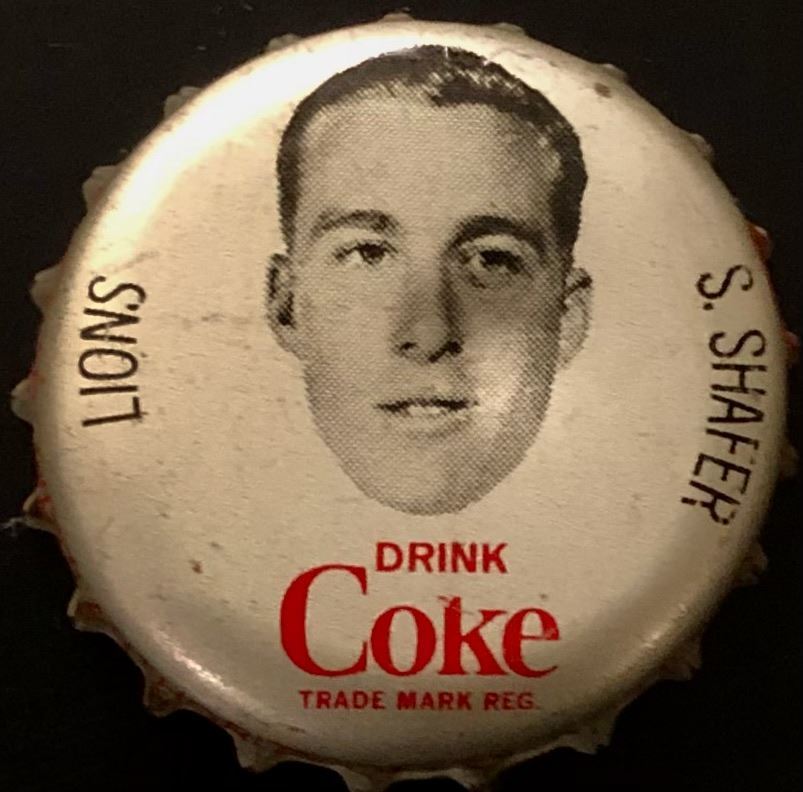 LIONS
S. SHAFER
DRINK
Coke
TRADE MARK REG.